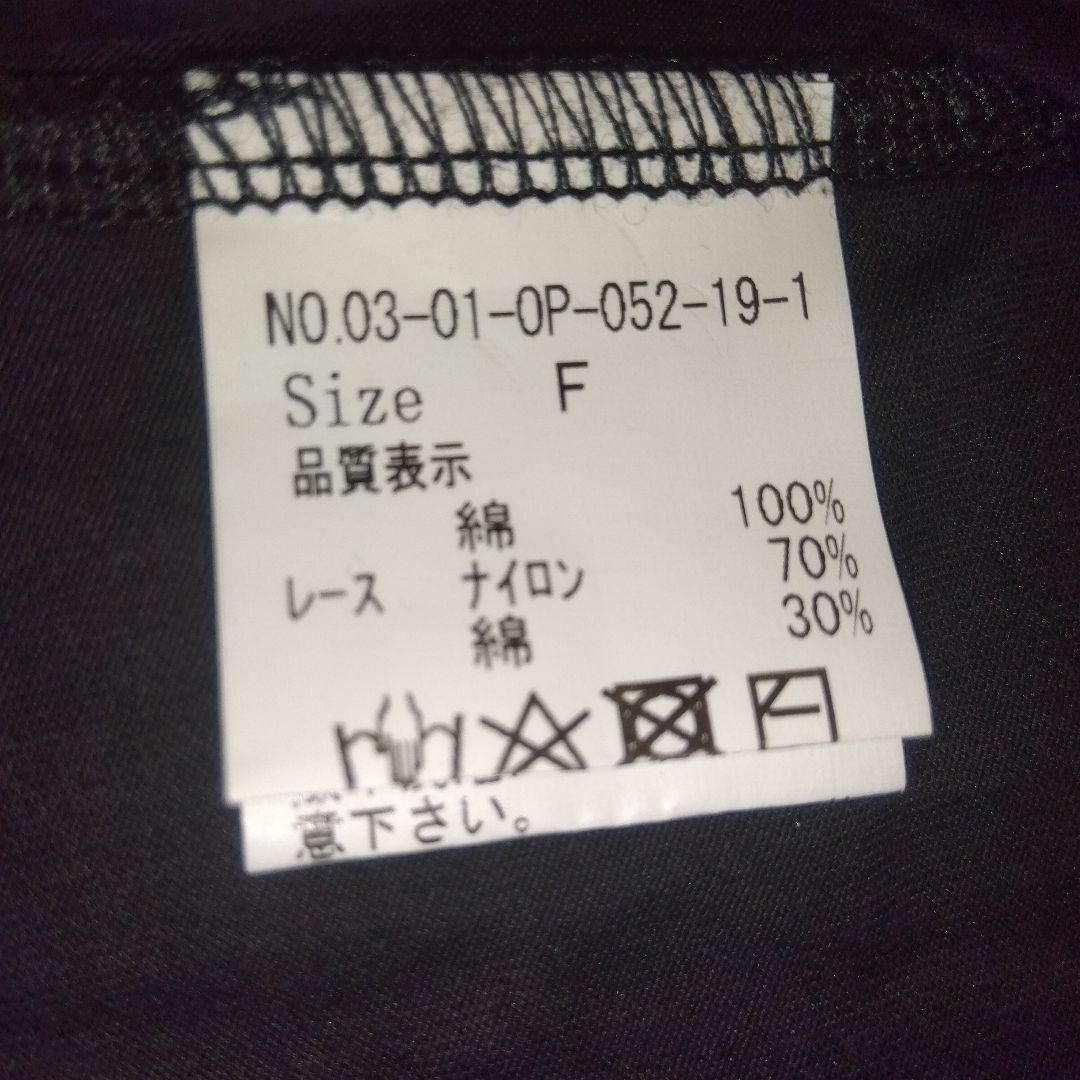 NO.03-01-OP-052-19-1
Size F
品質表示
綿 100%
レース ナイロン 70%
綿 30%
意下さい。